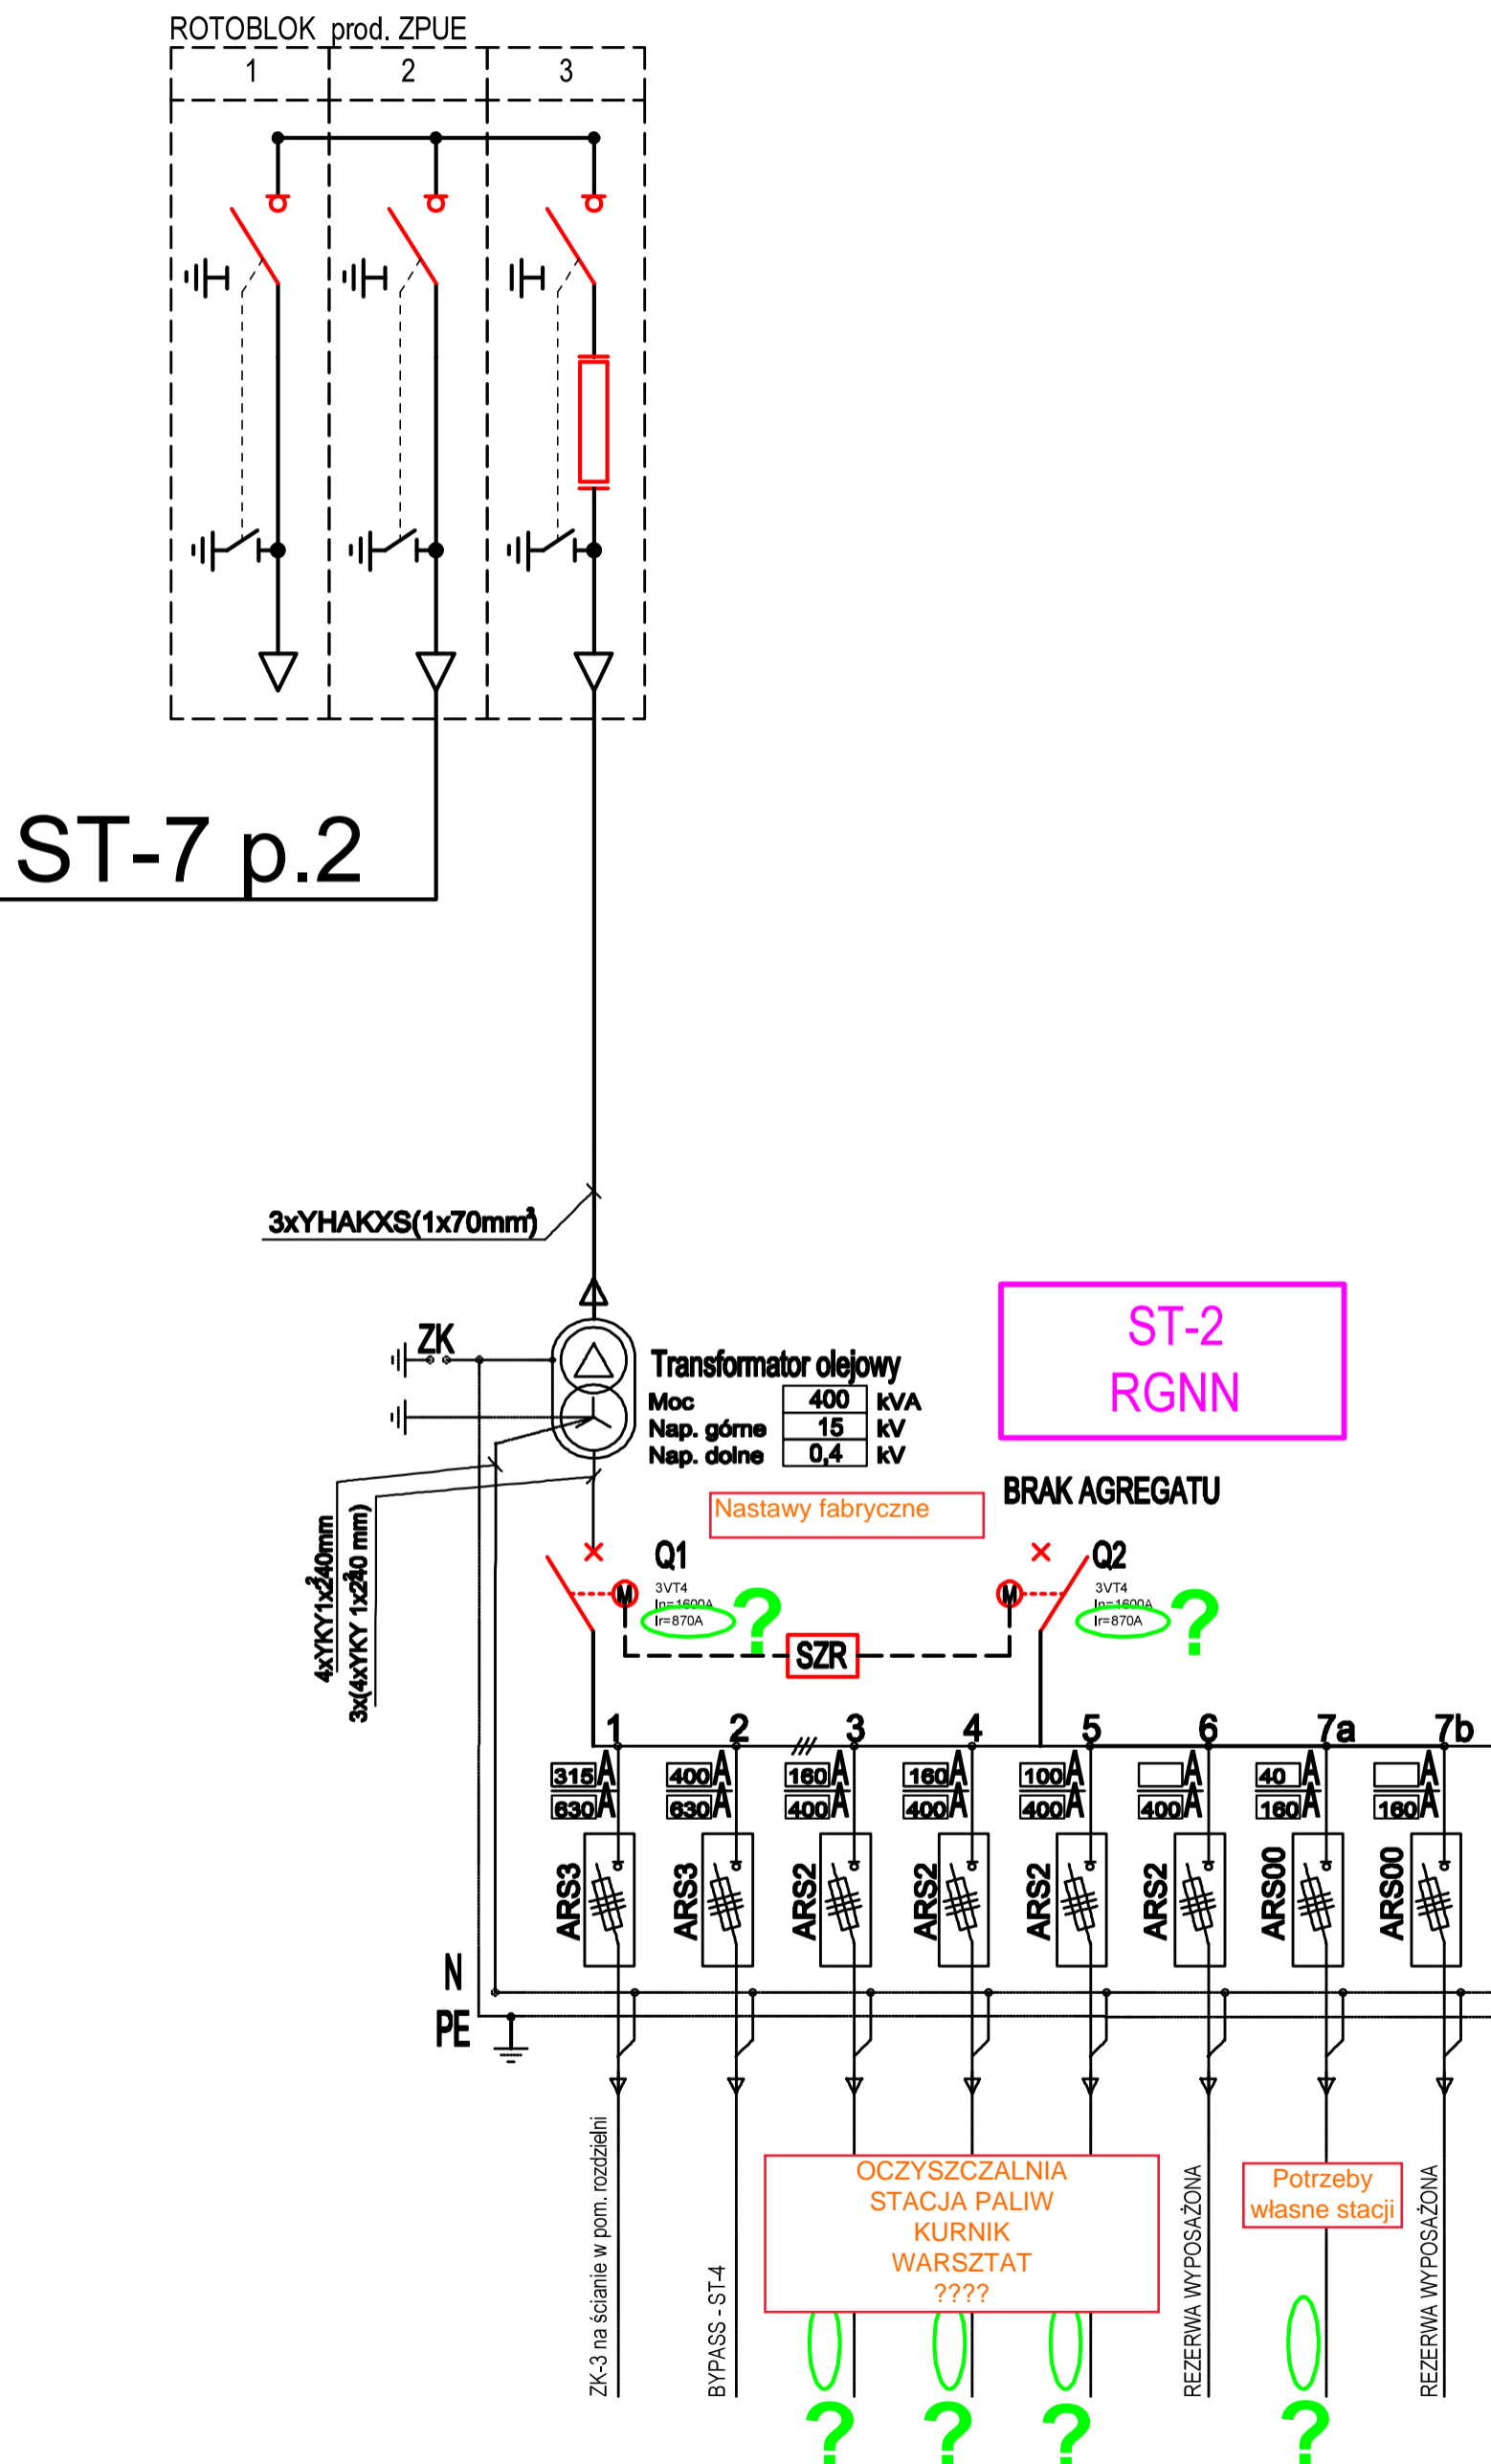 ROTOBLOK prod. ZPUE
1 2 3
ST-7 p.2
3xYHAKXS(1x70mm²)
ZK
Transformator olejowy
Moc 400 kVA
Nap. górne 15 kV
Nap. dolne 0,4 kV
ST-2
RGNN
BRAK AGREGATU
Nastawy fabryczne
4xYKY1x240mm²
3x(4xYKY 1x240 mm²)
Q1
3VT4
In=1600A
Ir=870A
?
M
SZR
M
Q2
3VT4
In=1600A
Ir=870A
?
1 2 3 4 5 6 7a 7b
315 A 400 A 160 A 160 A 100 A A 40 A A
630 A 630 A 400 A 400 A 400 A 400 A 160 A 160 A
ARS3 ARS3 ARS2 ARS2 ARS2 ARS2 ARS00 ARS00
N
PE
ZK-3 na ścianie w pom. rozdzielni
BYPASS - ST-4
OCZYSZCZALNIA
STACJA PALIW
KURNIK
WARSZTAT
????
REZERWA WYPOSAŻONA
Potrzeby
własne stacji
REZERWA WYPOSAŻONA
? ? ? ?